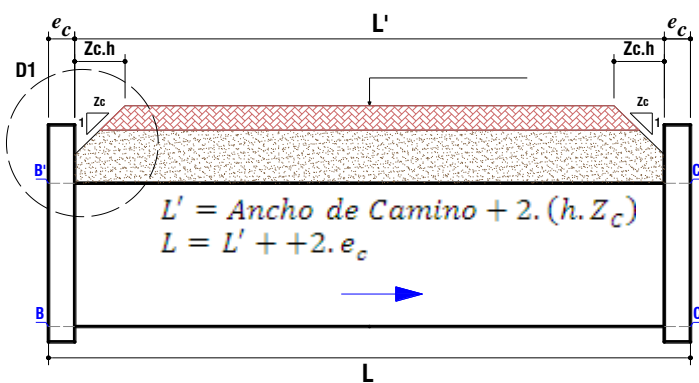 e_c L' e_c
Zc.h Zc.h
D1
Zc Zc
1 1
B' C
L' = Ancho de Camino + 2.(h.Z_C)
L = L' + +2.e_c
B C
L